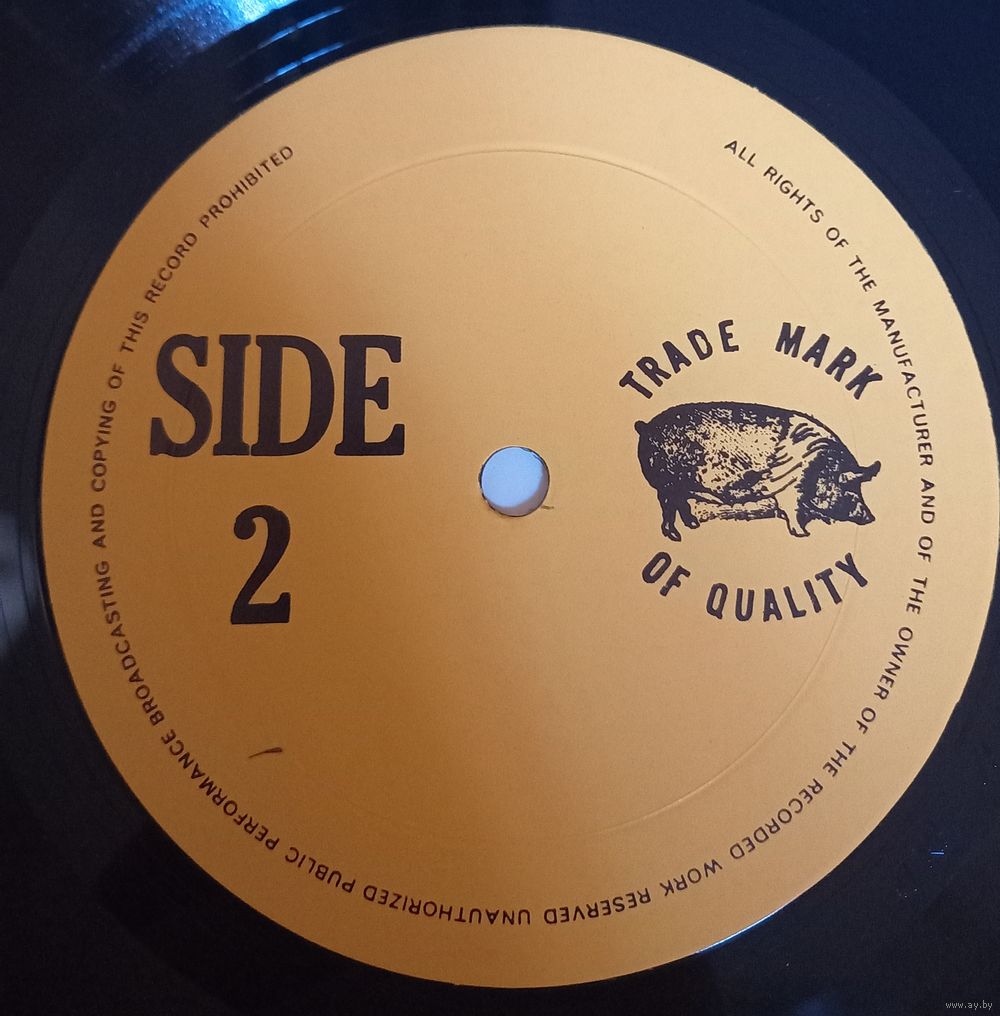 SIDE
2
TRADE MARK
OF QUALITY
ALL RIGHTS OF THE MANUFACTURER AND OF THE OWNER OF THE RECORDED WORK RESERVED UNAUTHORIZED PUBLIC PERFORMANCE BROADCASTING AND COPYING OF THIS RECORD PROHIBITED
www.ay.by